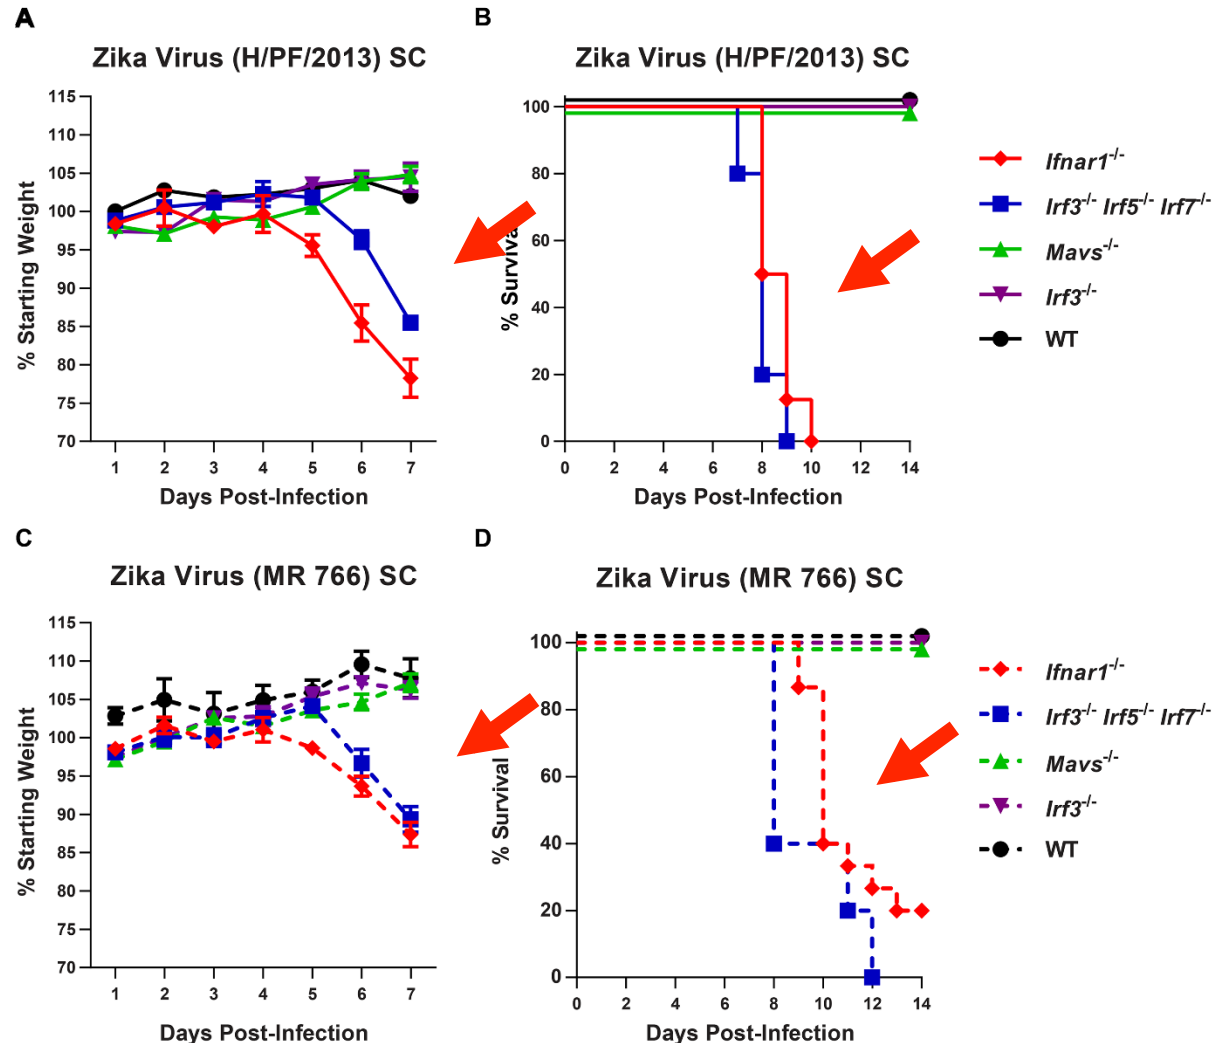 A
Zika Virus (H/PF/2013) SC
115
110
105
100
95
90
85
80
75
70
% Starting Weight
1 2 3 4 5 6 7
Days Post-Infection
B
Zika Virus (H/PF/2013) SC
100
80
60
40
20
0
% Surviva
0 2 4 6 8 10 12 14
Days Post-Infection
Ifnar1-/-
Irf3-/- Irf5-/- Irf7-/-
Mavs-/-
Irf3-/-
WT
C
Zika Virus (MR 766) SC
115
110
105
100
95
90
85
80
75
70
% Starting Weight
1 2 3 4 5 6 7
Days Post-Infection
D
Zika Virus (MR 766) SC
100
80
60
40
20
0
% Survival
0 2 4 6 8 10 12 14
Days Post-Infection
Ifnar1-/-
Irf3-/- Irf5-/- Irf7-/-
Mavs-/-
Irf3-/-
WT